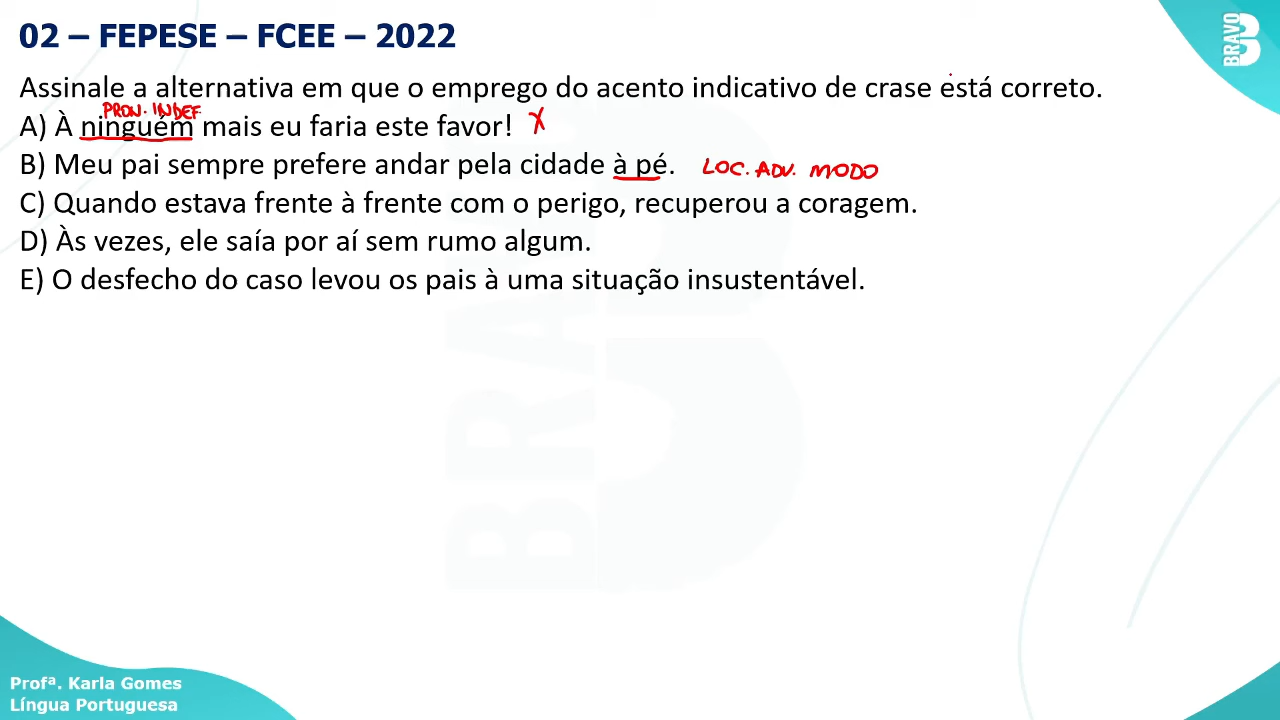 02 – FEPESE – FCEE – 2022
BRAVO
Assinale a alternativa em que o emprego do acento indicativo de crase está correto.
PRON. INDEF.
A) À ninguém mais eu faria este favor! X
B) Meu pai sempre prefere andar pela cidade à pé. LOC. ADV. MODO
C) Quando estava frente à frente com o perigo, recuperou a coragem.
D) Às vezes, ele saía por aí sem rumo algum.
E) O desfecho do caso levou os pais à uma situação insustentável.
BRAVO
Profª. Karla Gomes
Língua Portuguesa